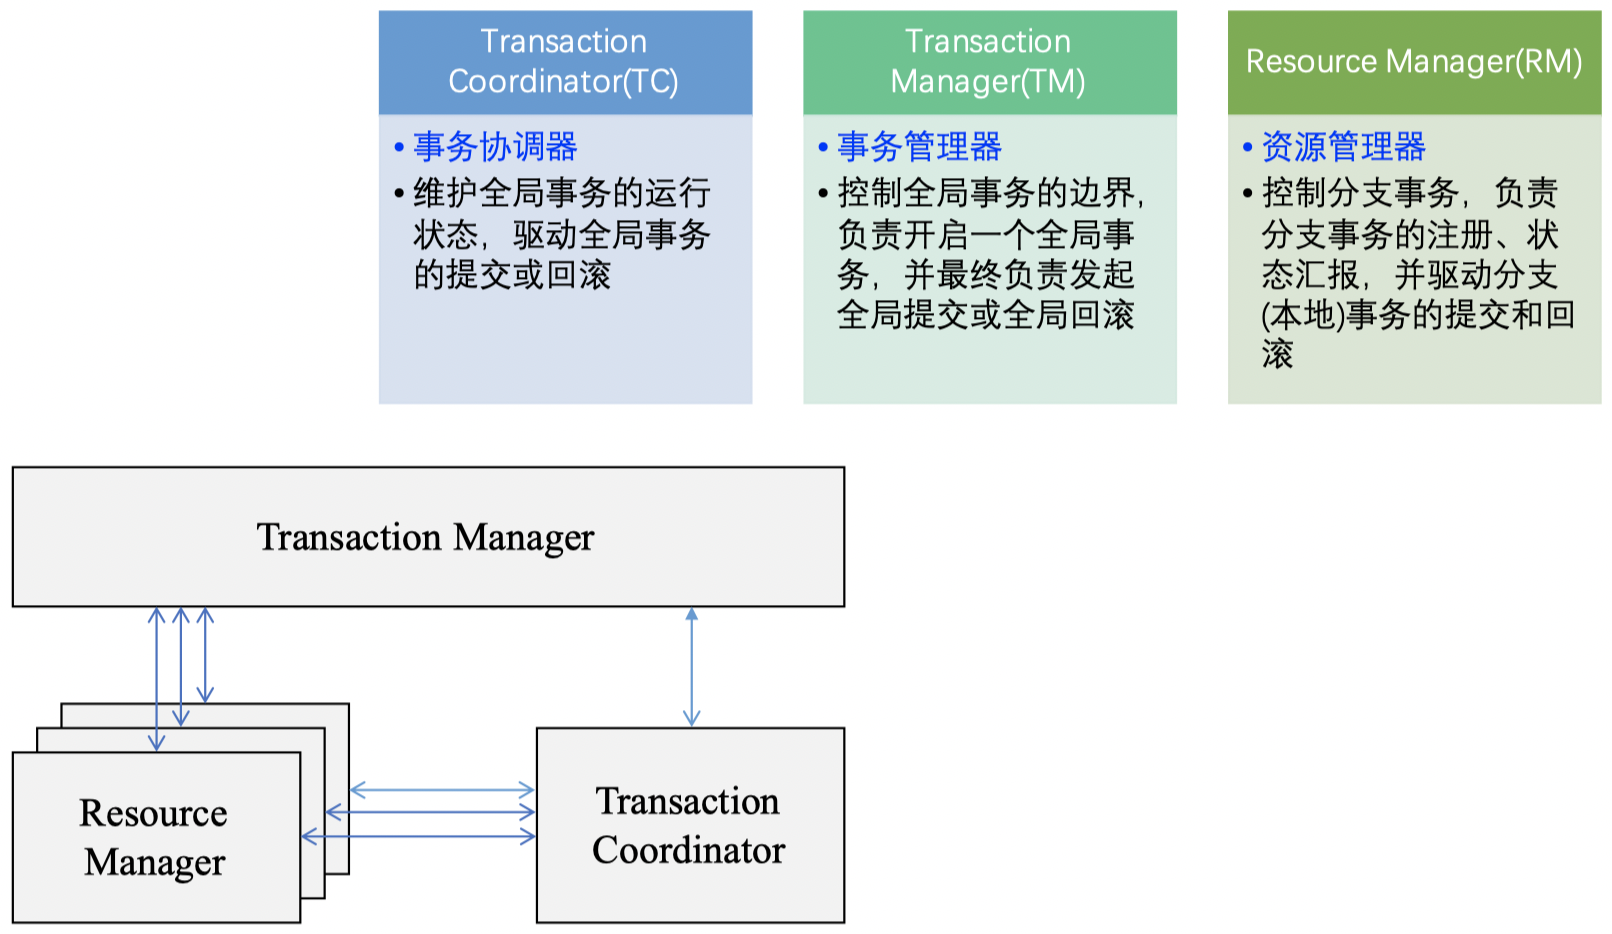 Transaction
Coordinator(TC)
• 事务协调器
• 维护全局事务的运行
状态，驱动全局事务
的提交或回滚
Transaction
Manager(TM)
• 事务管理器
• 控制全局事务的边界，
负责开启一个全局事
务，并最终负责发起
全局提交或全局回滚
Resource Manager(RM)
• 资源管理器
• 控制分支事务，负责
分支事务的注册、状
态汇报，并驱动分支
(本地)事务的提交和回
滚
Transaction Manager
Resource
Manager
Transaction
Coordinator